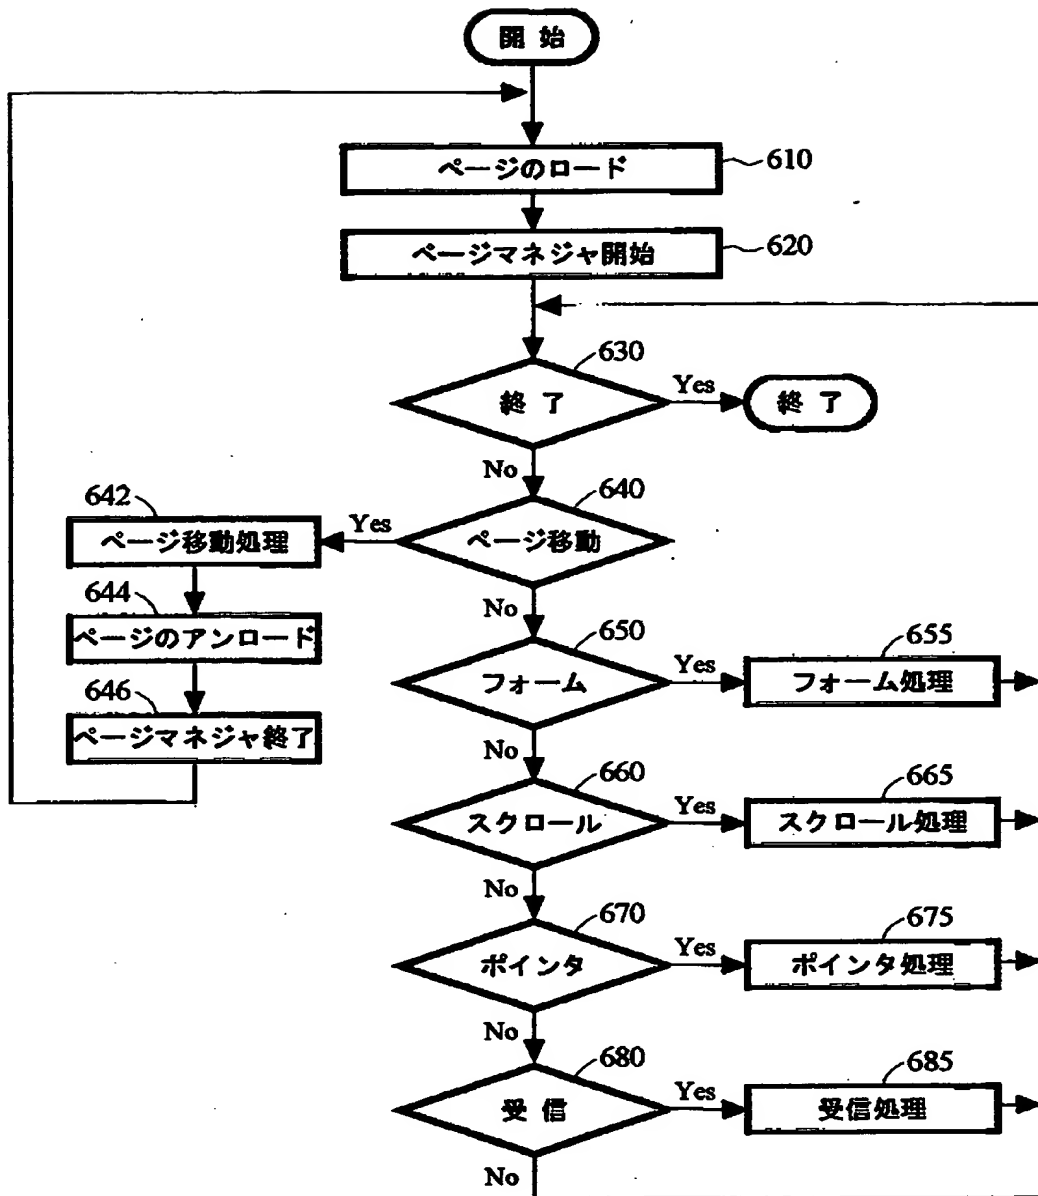 開始
ページのロード
610
ページマネジャ開始
620
630
終了
Yes
終了
No
640
ページ移動
Yes
642
ページ移動処理
644
ページのアンロード
646
ページマネジャ終了
No
650
フォーム
Yes
655
フォーム処理
No
660
スクロール
Yes
665
スクロール処理
No
670
ポインタ
Yes
675
ポインタ処理
No
680
受信
Yes
685
受信処理
No